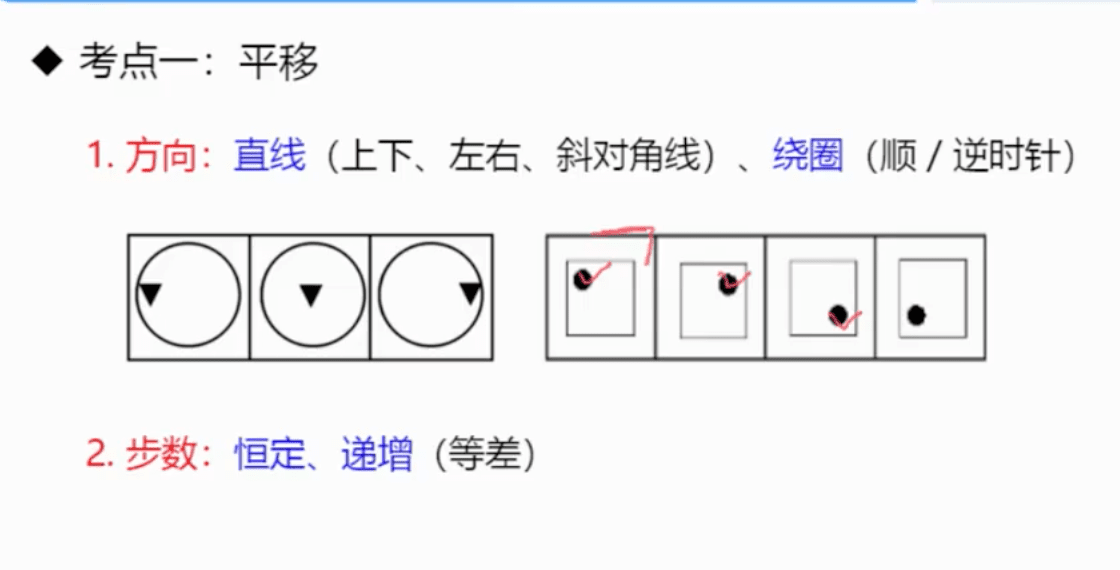 ◆ 考点一：平移
1. 方向：直线（上下、左右、斜对角线）、绕圈（顺 / 逆时针）
2. 步数：恒定、递增（等差）